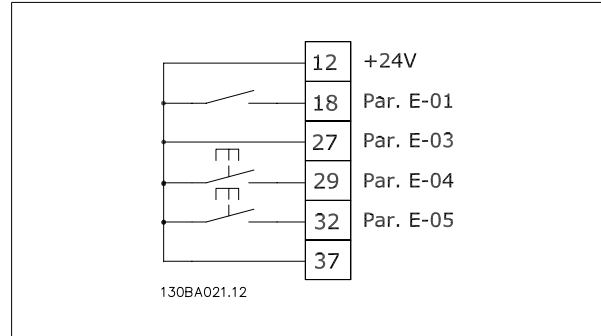 12 +24V
18 Par. E-01
27 Par. E-03
29 Par. E-04
32 Par. E-05
37
130BA021.12